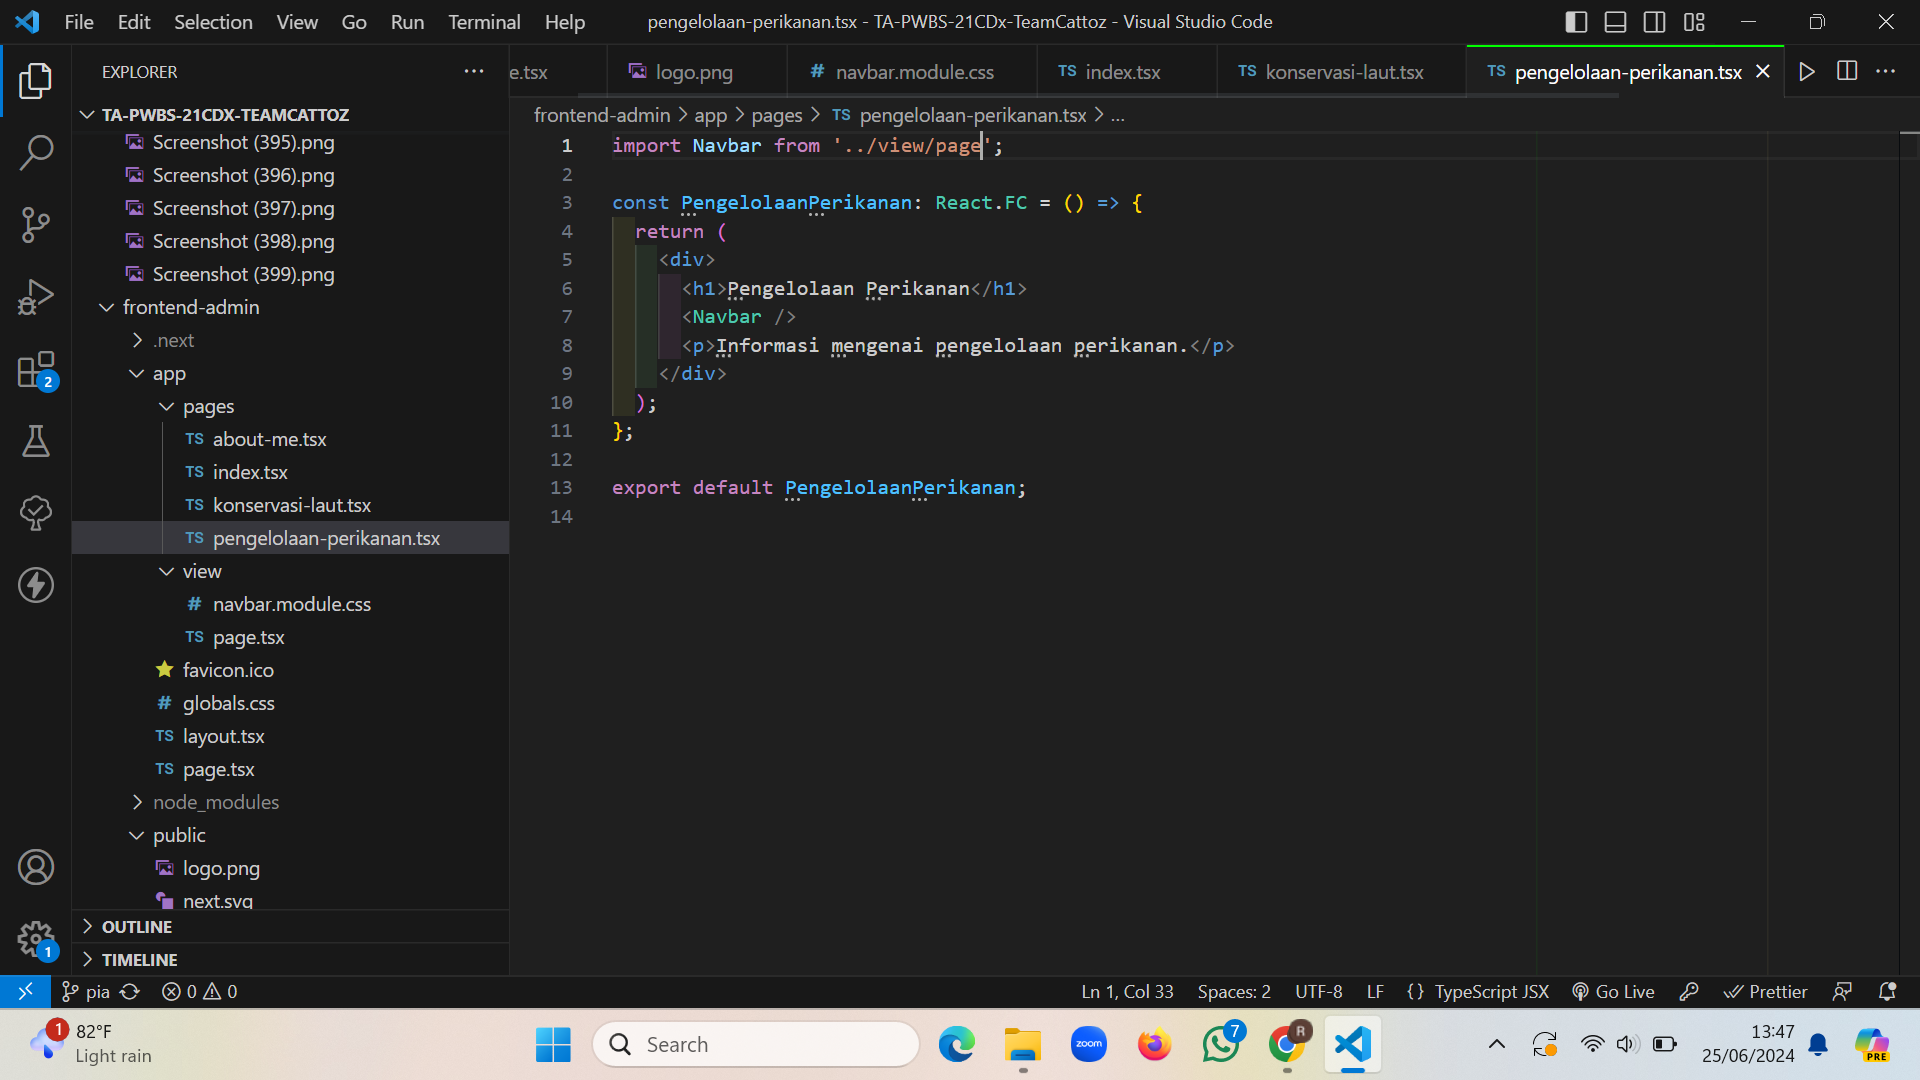 File Edit Selection View Go Run Terminal Help
pengelolaan-perikanan.tsx - TA-PWBS-21CDx-TeamCattoz - Visual Studio Code
EXPLORER
e.tsx
logo.png
# navbar.module.css
TS index.tsx
TS konservasi-laut.tsx
TS pengelolaan-perikanan.tsx
TA-PWBS-21CDX-TEAMCATTOZ
Screenshot (395).png
Screenshot (396).png
Screenshot (397).png
Screenshot (398).png
Screenshot (399).png
frontend-admin
.next
app
pages
TS about-me.tsx
TS index.tsx
TS konservasi-laut.tsx
TS pengelolaan-perikanan.tsx
view
# navbar.module.css
TS page.tsx
favicon.ico
# globals.css
TS layout.tsx
TS page.tsx
node_modules
public
logo.png
next.svg
OUTLINE
TIMELINE
2
1
frontend-admin > app > pages > TS pengelolaan-perikanan.tsx > ...
1 import Navbar from '../view/page';
2
3 const PengelolaanPerikanan: React.FC = () => {
4 return (
5 <div>
6 <h1>Pengelolaan Perikanan</h1>
7 <Navbar />
8 <p>Informasi mengenai pengelolaan perikanan.</p>
9 </div>
10 );
11 };
12
13 export default PengelolaanPerikanan;
14
pia 0 0
Ln 1, Col 33 Spaces: 2 UTF-8 LF {} TypeScript JSX Go Live Prettier
1
82°F
Light rain
Search
zoom
7
R
13:47
25/06/2024
PRE